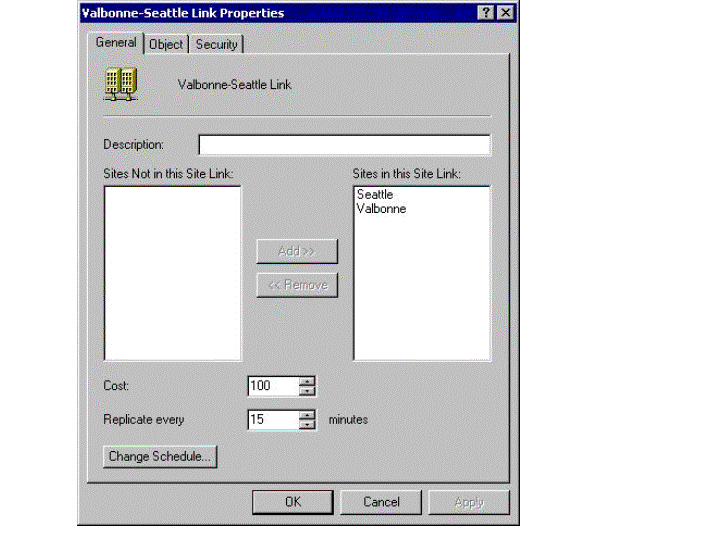 Valbonne-Seattle Link Properties
General Object Security
Valbonne-Seattle Link
Description:
Sites Not in this Site Link: Sites in this Site Link:
Seattle
Valbonne
Add >>
<< Remove
Cost: 100
Replicate every 15 minutes
Change Schedule...
OK Cancel Apply